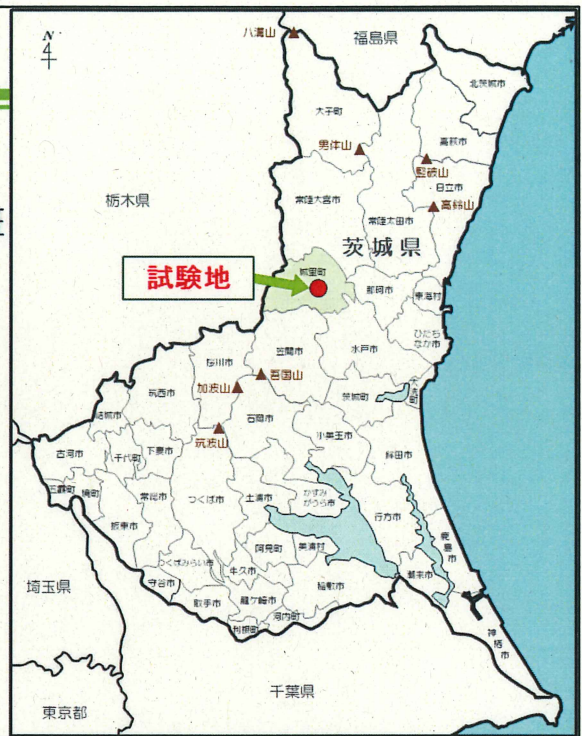 N
八溝山
福島県
北茨城市
大子町
男体山
高萩市
竪破山
日立市
高鈴山
栃木県
常陸大宮市
常陸太田市
茨城県
城里町
試験地
那珂市
東海村
ひたち
なか市
笠間市
水戸市
桜川市
吾国山
加波山
茨城町
大洗町
筑西市
石岡市
結城市
筑波山
小美玉市
鉾田市
古河市
八千代町
下妻市
五霞町
境町
常総市
つくば市
土浦市
かすみ
がうら市
行方市
坂東市
鹿嶋市
阿見町
美浦村
つくばみらい市
牛久市
潮来市
守谷市
稲敷市
埼玉県
取手市
龍ケ崎市
河内町
利根町
神栖市
千葉県
東京都